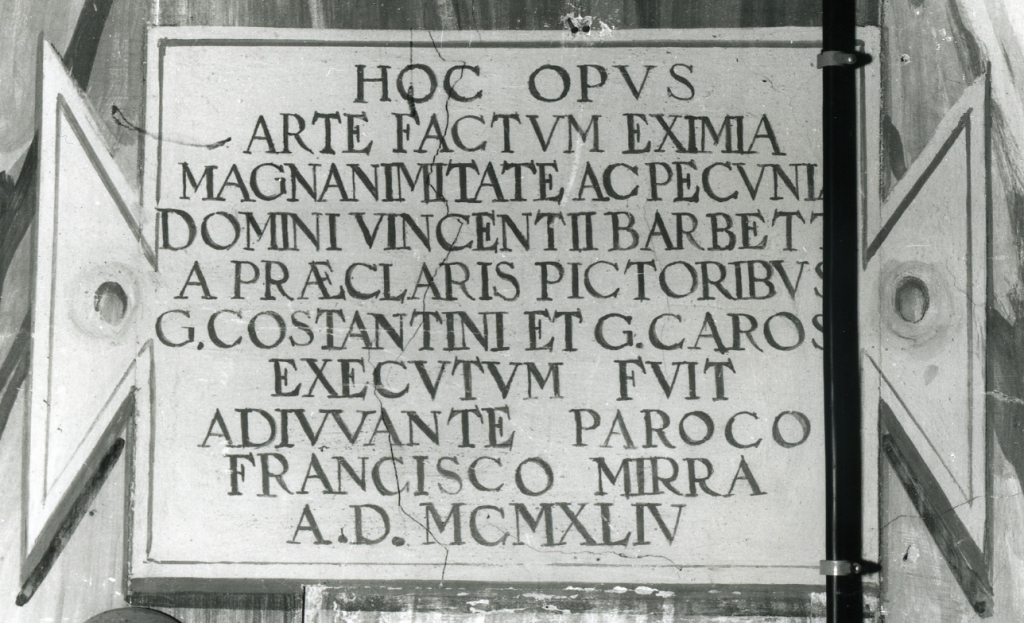 HOC OPVS
ARTE FACTVM EXIMIA
MAGNANIMITATE AC PECVNI
DOMINI VINCENTII BARBETT
A PRÆCLARIS PICTORIBVS
G. COSTANTINI ET G. CAROS
EXECVTVM FVIT
ADIVVANTE PAROCO
FRANCISCO MIRRA
A.D. MCMXLIV